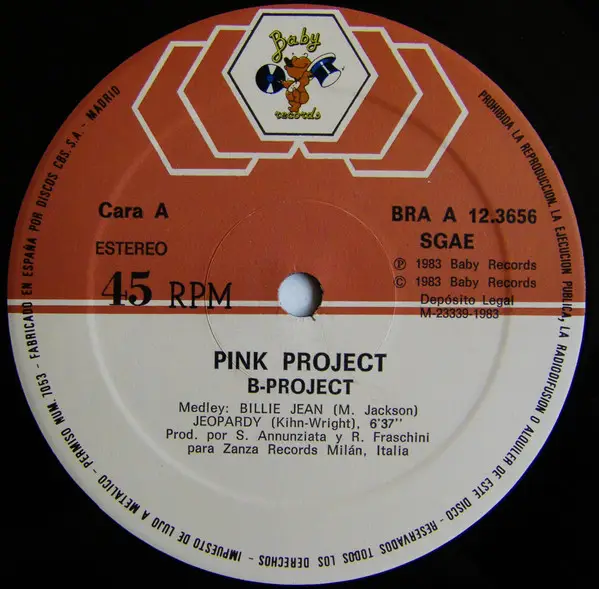 Baby
records
Cara A
ESTEREO
45 RPM
BRA A 12.3656
SGAE
Ⓟ 1983 Baby Records
© 1983 Baby Records
Depósito Legal
M-23339-1983
PINK PROJECT
B-PROJECT
Medley: BILLIE JEAN (M. Jackson)
JEOPARDY (Kihn-Wright), 6'37''
Prod. por S. Annunziata y R. Fraschini
para Zanza Records Milán, Italia
PROHIBIDA LA REPRODUCCION, LA EJECUCION PUBLICA, LA RADIODIFUSION O ALQUILER DE ESTE DISCO - RESERVADOS TODOS LOS DERECHOS - IMPUESTO DE LUJO A METALICO - PERMISO NUM. 7053 - FABRICADO EN ESPAÑA POR DISCOS CBS. S.A. - MADRID